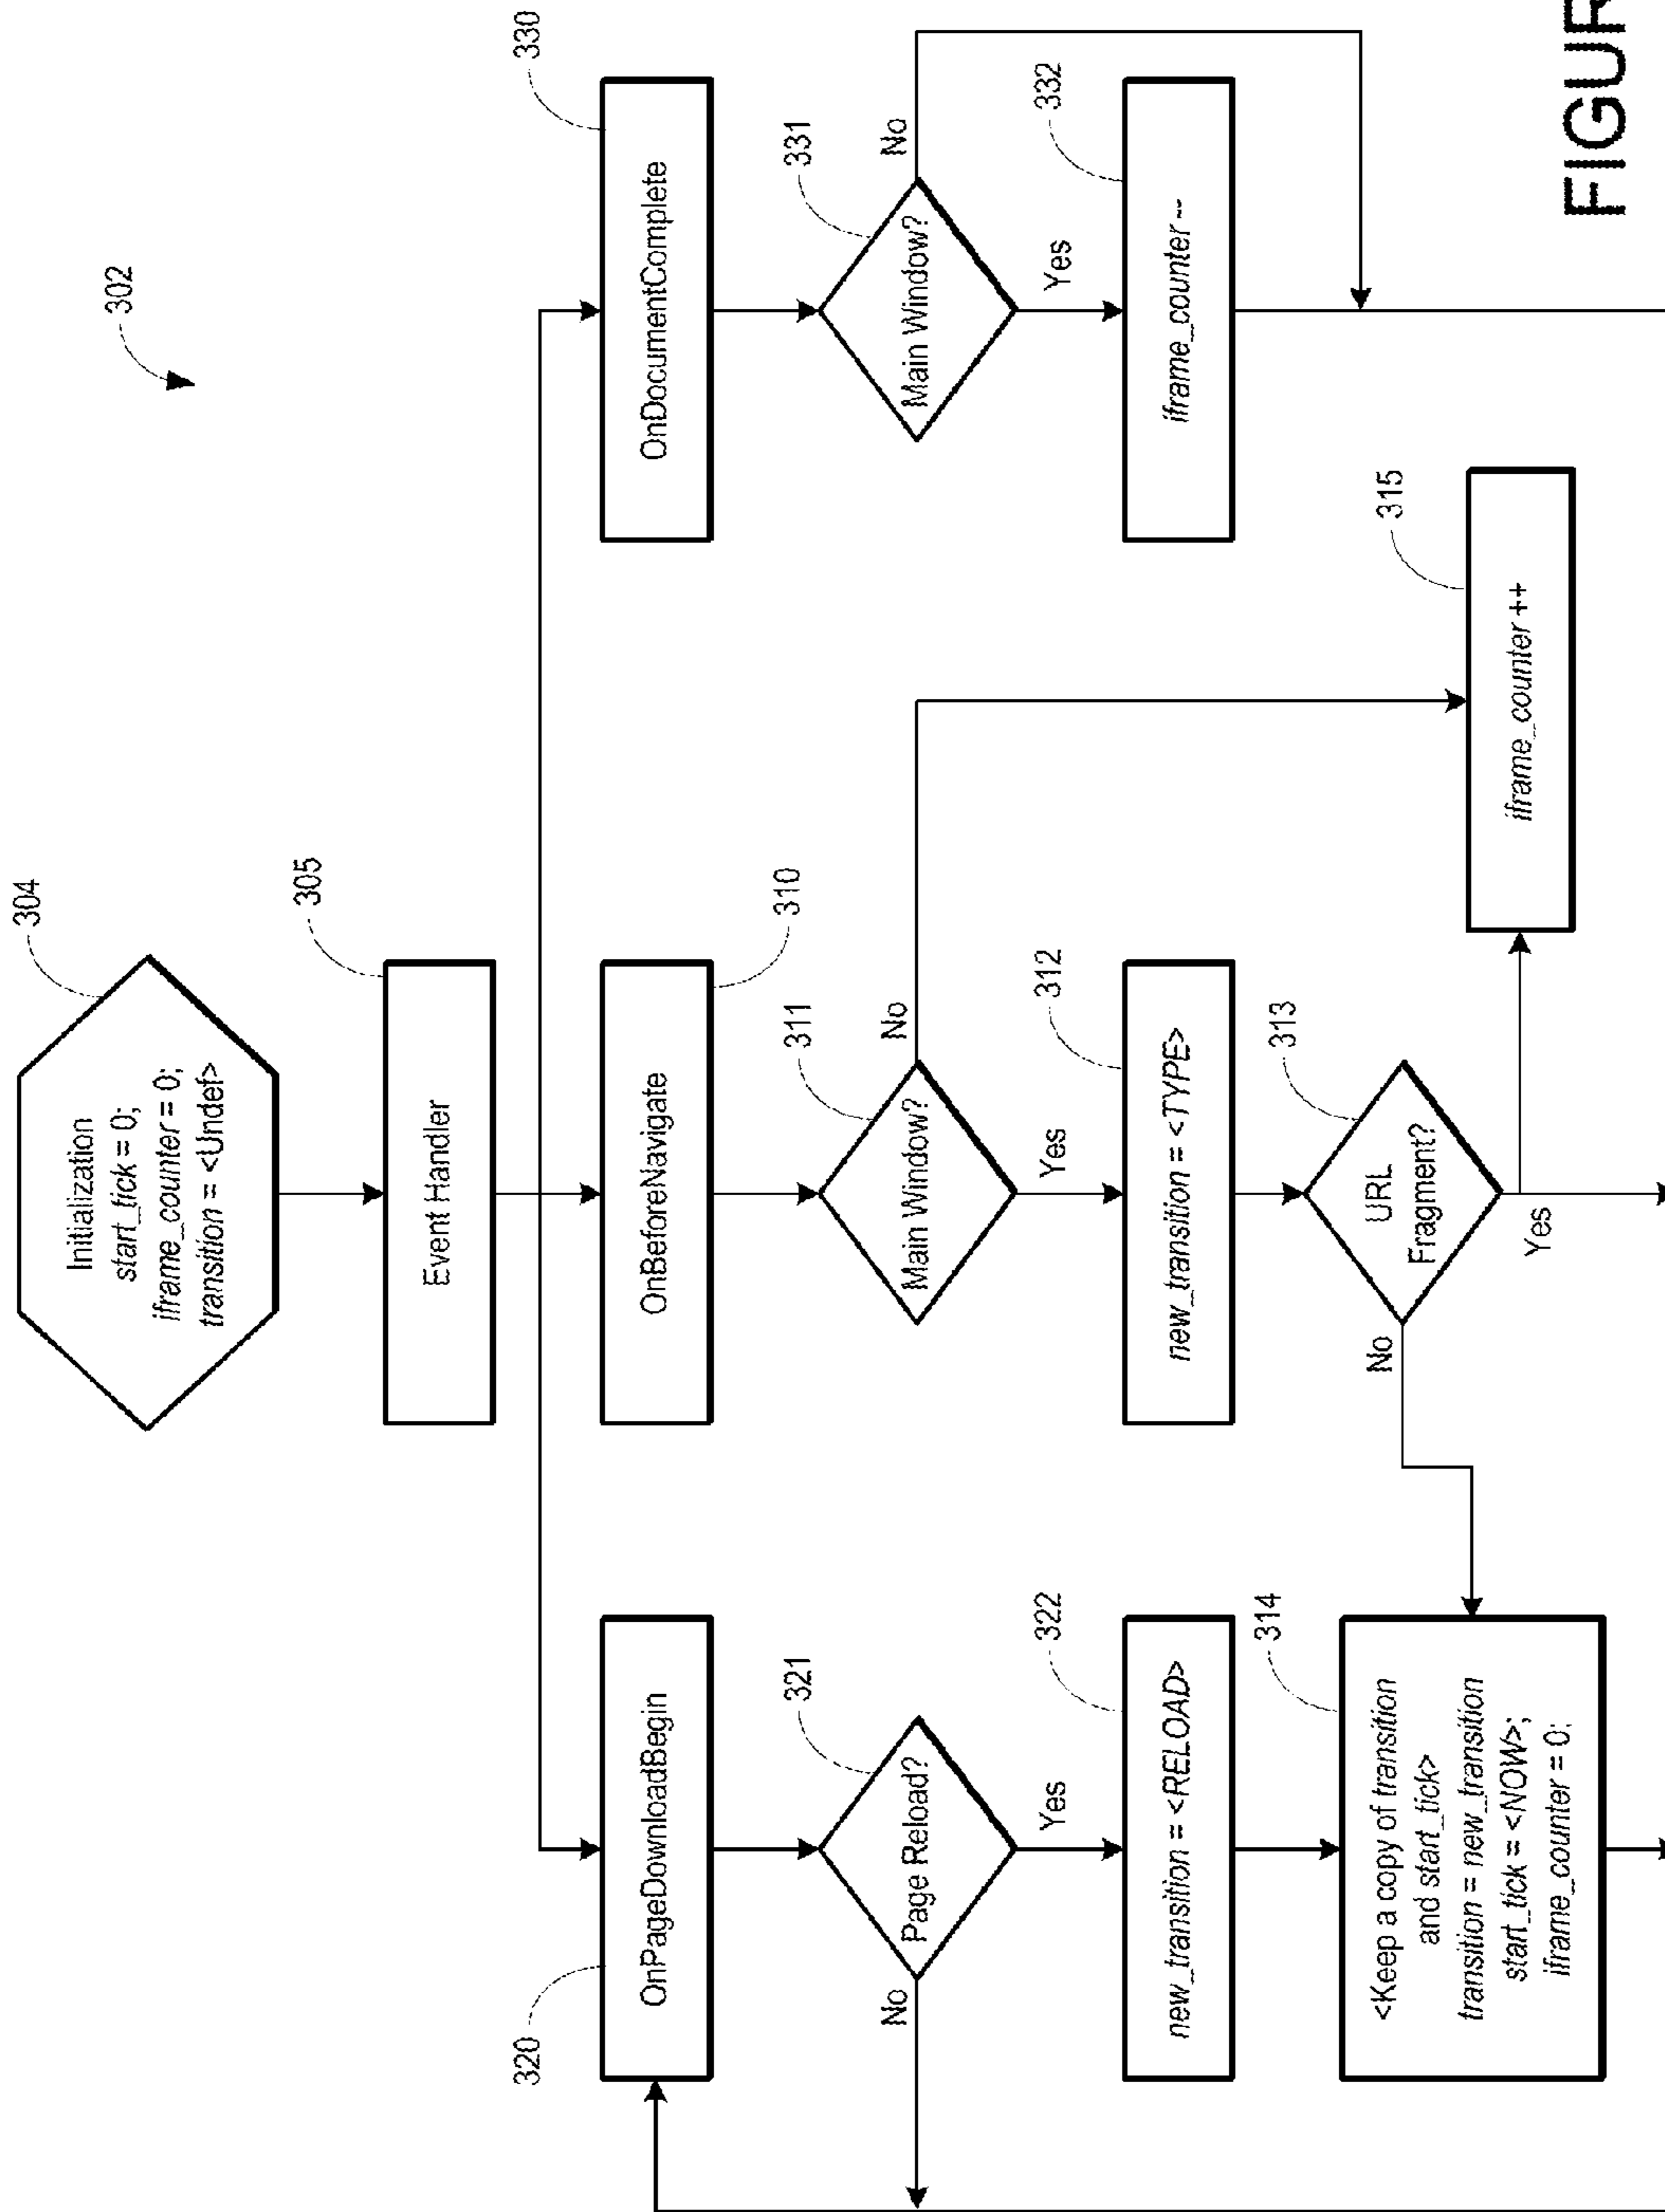 302
304
Initialization
start_tick = 0;
iframe_counter = 0;
transition = <Undef>
305
Event Handler
320
OnPageDownloadBegin
310
OnBeforeNavigate
330
OnDocumentComplete
321
Page Reload?
No
Yes
311
Main Window?
No
Yes
331
Main Window?
No
Yes
322
new_transition = <RELOAD>
312
new_transition = <TYPE>
332
iframe_counter --
314
<Keep a copy of transition
and start_tick>
transition = new_transition
start_tick = <NOW>;
iframe_counter = 0;
313
URL
Fragment?
No
Yes
315
iframe_counter ++